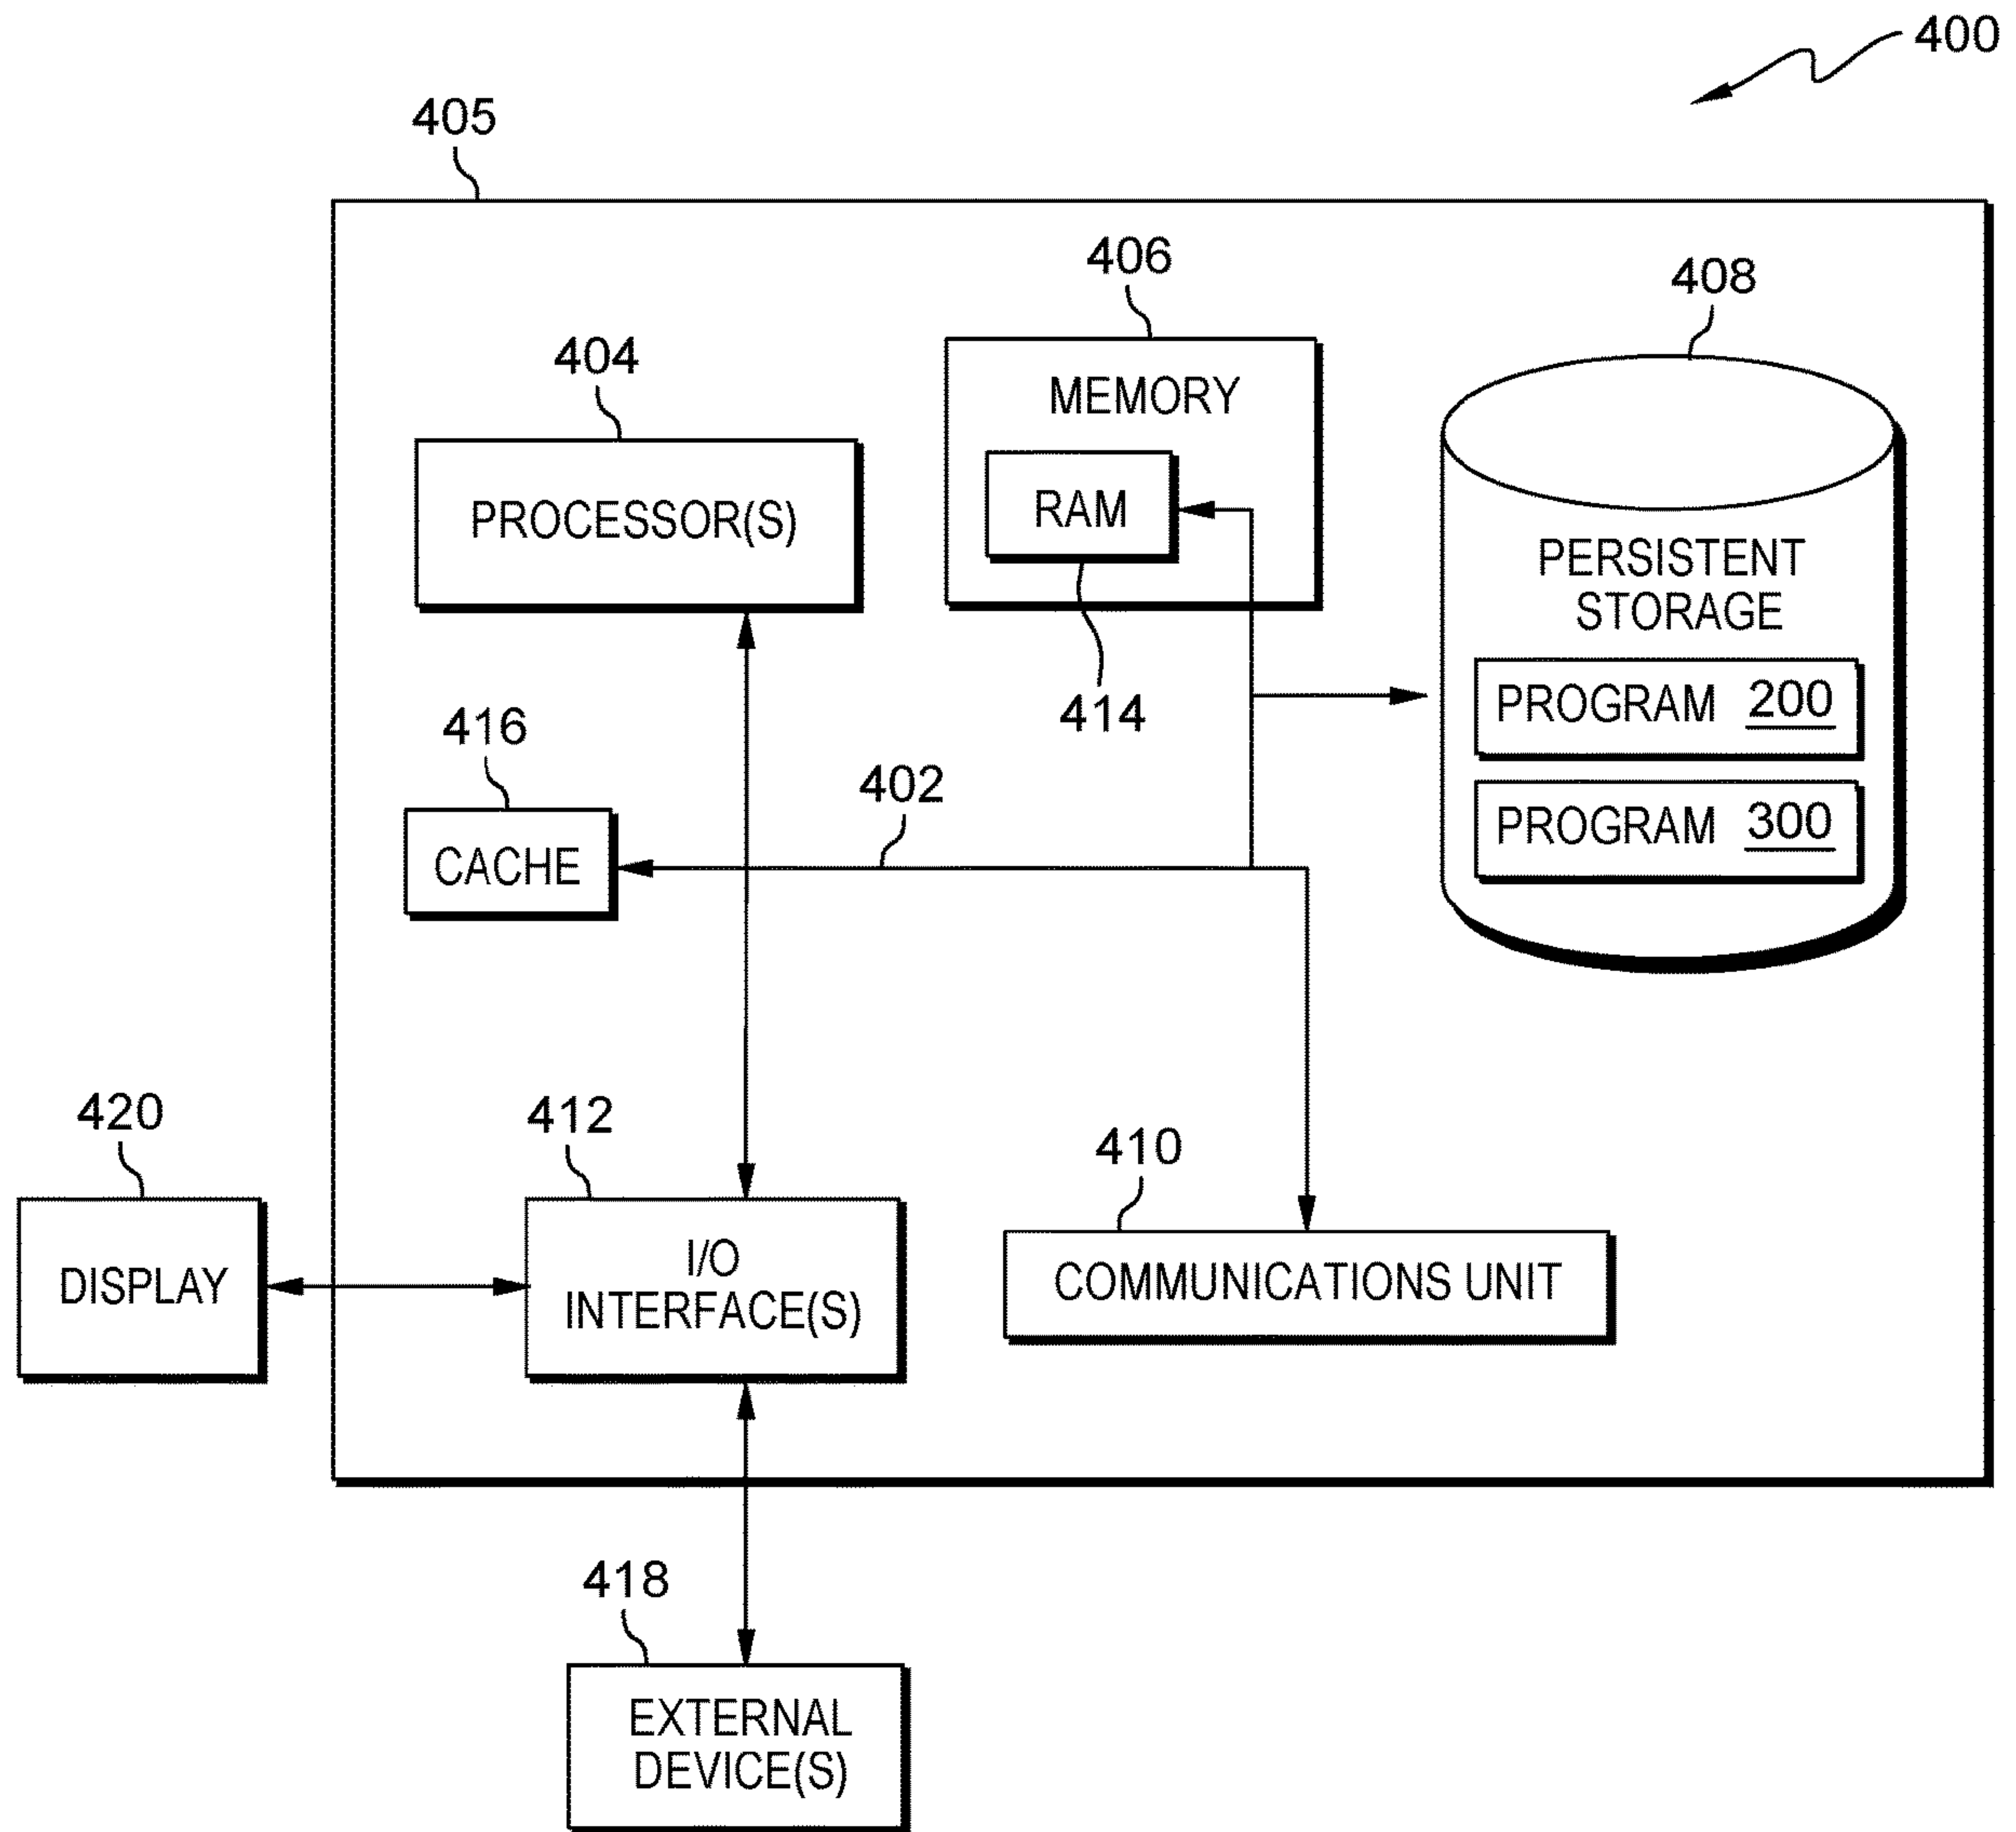 400
405
406
408
404
MEMORY
PROCESSOR(S)
RAM
PERSISTENT
STORAGE
414
PROGRAM 200
416
402
PROGRAM 300
CACHE
420
412
410
DISPLAY
I/O
INTERFACE(S)
COMMUNICATIONS UNIT
418
EXTERNAL
DEVICE(S)